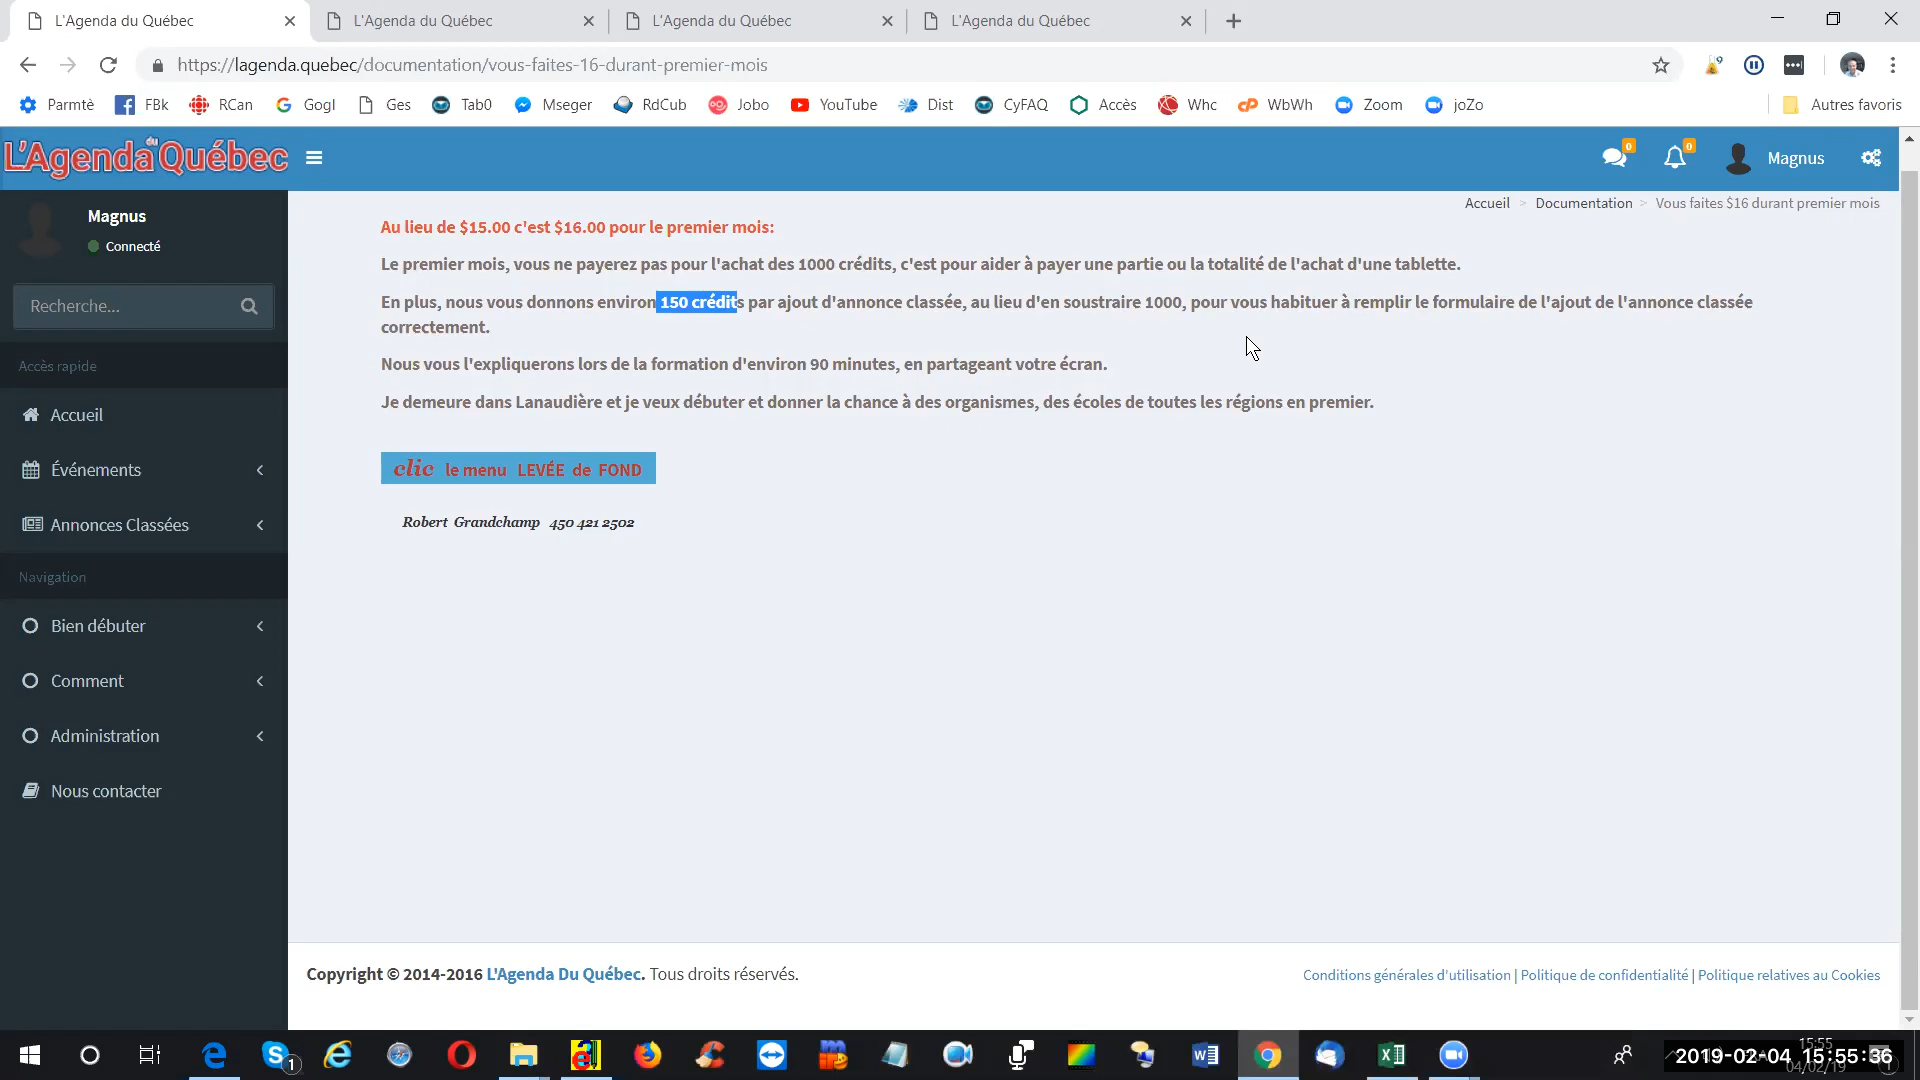 L'Agenda du Québec
L'Agenda du Québec
L'Agenda du Québec
L'Agenda du Québec
https://lagenda.quebec/documentation/vous-faites-16-durant-premier-mois
Parmtè FBk RCan Gogl Ges Tab0 Mseger RdCub Jobo YouTube Dist CyFAQ Accès Whc WbWh Zoom joZo Autres favoris
L'Agenda du Québec
0 0 Magnus
Magnus
Connecté
Recherche...
Accès rapide
Accueil
Événements
Annonces Classées
Navigation
Bien débuter
Comment
Administration
Nous contacter
Accueil > Documentation > Vous faites $16 durant premier mois
Au lieu de $15.00 c'est $16.00 pour le premier mois:
Le premier mois, vous ne payerez pas pour l'achat des 1000 crédits, c'est pour aider à payer une partie ou la totalité de l'achat d'une tablette.
En plus, nous vous donnons environ 150 crédits par ajout d'annonce classée, au lieu d'en soustraire 1000, pour vous habituer à remplir le formulaire de l'ajout de l'annonce classée
correctement.
Nous vous l'expliquerons lors de la formation d'environ 90 minutes, en partageant votre écran.
Je demeure dans Lanaudière et je veux débuter et donner la chance à des organismes, des écoles de toutes les régions en premier.
clic le menu LEVÉE de FOND
Robert Grandchamp 450 421 2502
Copyright © 2014-2016 L'Agenda Du Québec. Tous droits réservés.
Conditions générales d'utilisation | Politique de confidentialité | Politique relatives au Cookies
15:55
2019-02-04 15:55:36
04/02/19